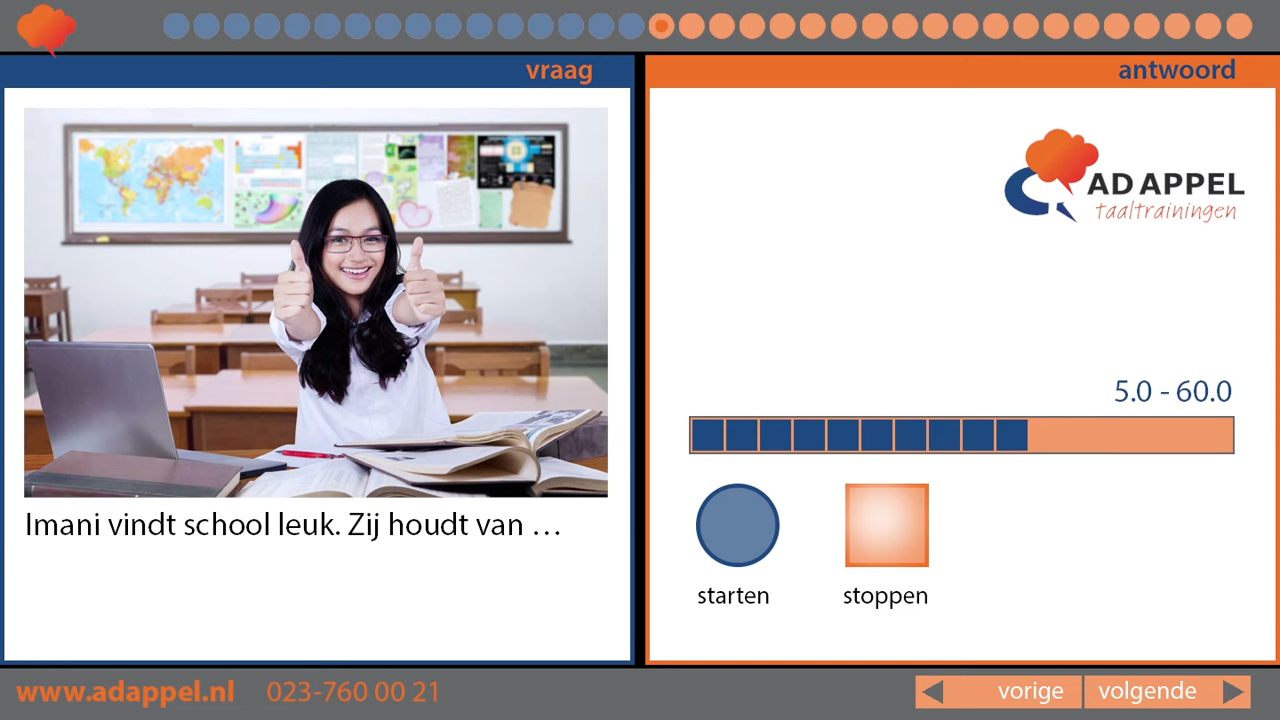 vraag
antwoord
AD APPEL
taaltrainingen
5.0 - 60.0
Imani vindt school leuk. Zij houdt van …
starten
stoppen
www.adappel.nl
023-760 00 21
vorige
volgende